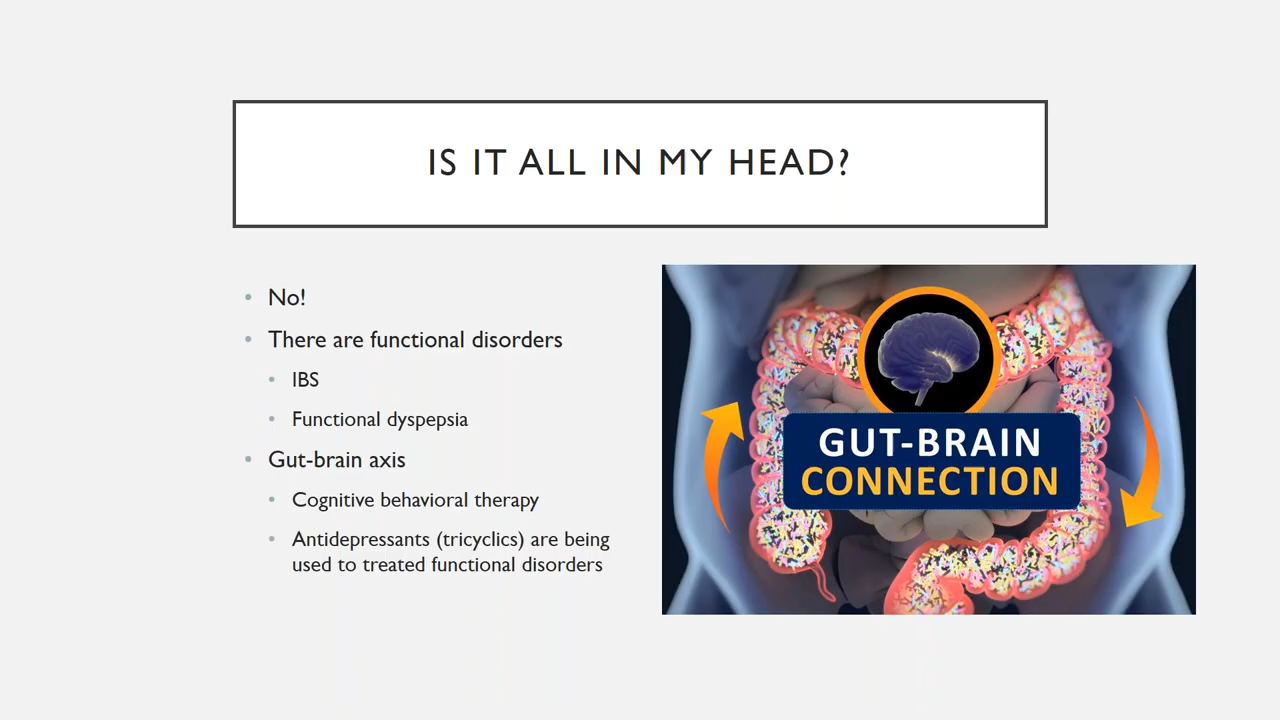 IS IT ALL IN MY HEAD?
No!
There are functional disorders
IBS
Functional dyspepsia
Gut-brain axis
Cognitive behavioral therapy
Antidepressants (tricyclics) are being
used to treated functional disorders
GUT-BRAIN
CONNECTION